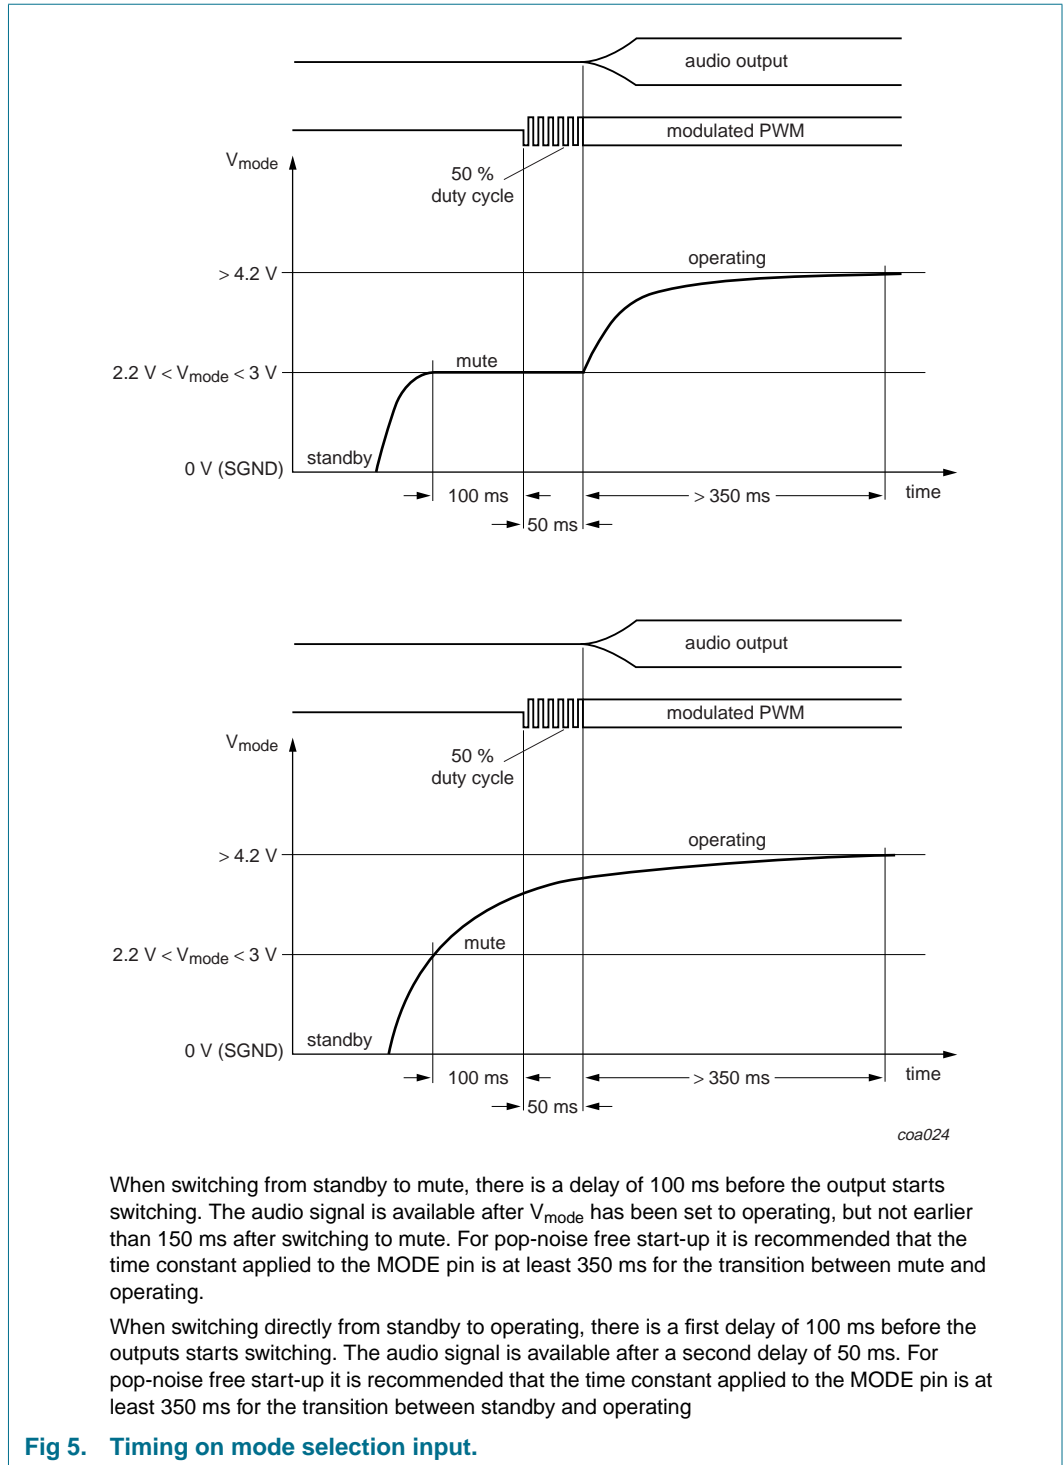 audio output
modulated PWM
Vmode
50 %
duty cycle
operating
> 4.2 V
mute
2.2 V < Vmode < 3 V
standby
0 V (SGND)
100 ms
> 350 ms
time
50 ms
audio output
modulated PWM
Vmode
50 %
duty cycle
operating
> 4.2 V
mute
2.2 V < Vmode < 3 V
standby
0 V (SGND)
100 ms
> 350 ms
time
50 ms
coa024
When switching from standby to mute, there is a delay of 100 ms before the output starts
switching. The audio signal is available after Vmode has been set to operating, but not earlier
than 150 ms after switching to mute. For pop-noise free start-up it is recommended that the
time constant applied to the MODE pin is at least 350 ms for the transition between mute and
operating.
When switching directly from standby to operating, there is a first delay of 100 ms before the
outputs starts switching. The audio signal is available after a second delay of 50 ms. For
pop-noise free start-up it is recommended that the time constant applied to the MODE pin is at
least 350 ms for the transition between standby and operating
Fig 5. Timing on mode selection input.